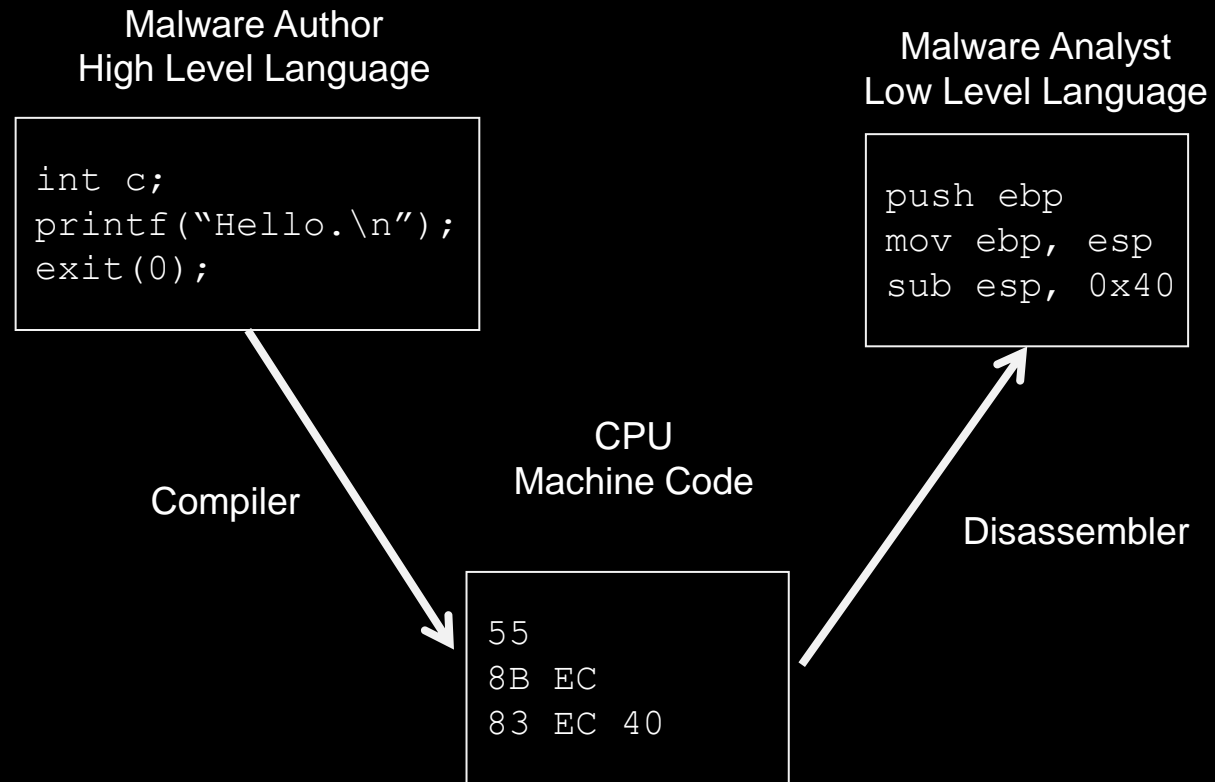 Malware Author
High Level Language
int c;
printf(“Hello.\n”);
exit(0);
Malware Analyst
Low Level Language
push ebp
mov ebp, esp
sub esp, 0x40
Compiler
CPU
Machine Code
Disassembler
55
8B EC
83 EC 40